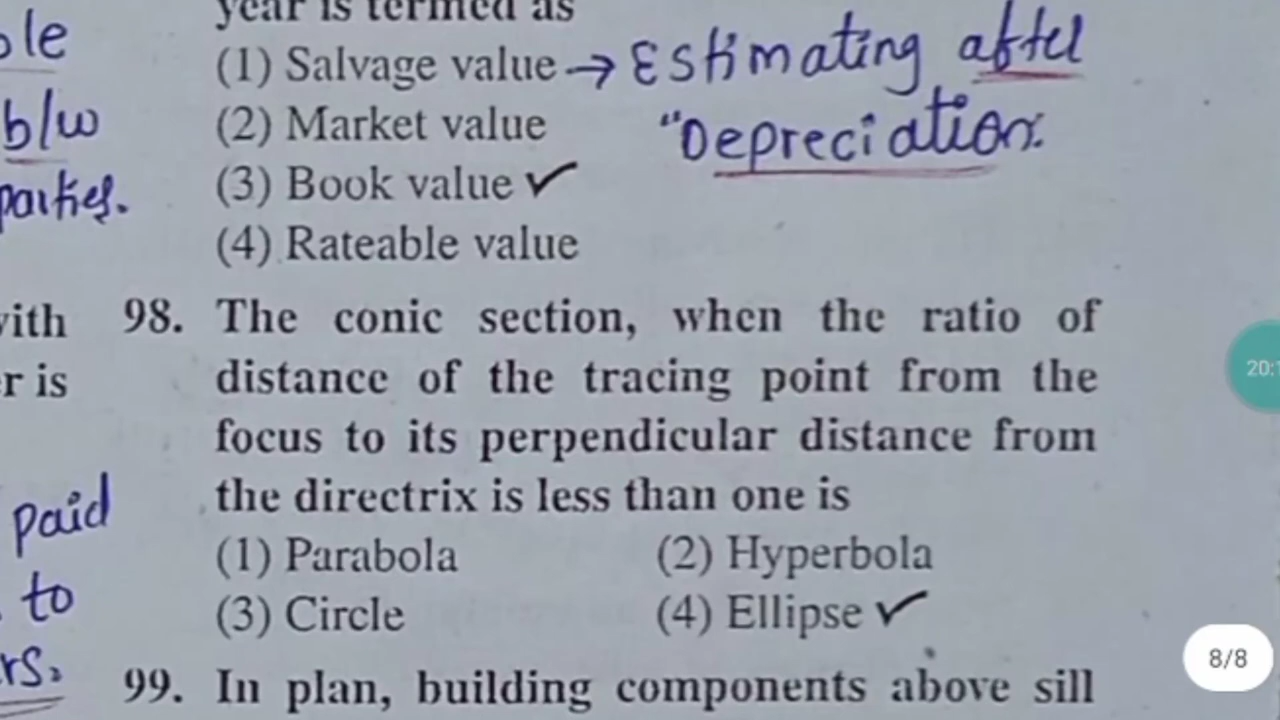 year is termed as
(1) Salvage value → Estimating after
(2) Market value "Depreciation.
(3) Book value ✓
(4) Rateable value
ble
b/w
parties.
98. The conic section, when the ratio of
distance of the tracing point from the
focus to its perpendicular distance from
the directrix is less than one is
(1) Parabola (2) Hyperbola
(3) Circle (4) Ellipse ✓
99. In plan, building components above sill
with
r is
paid
to
rs.
20:1
8/8